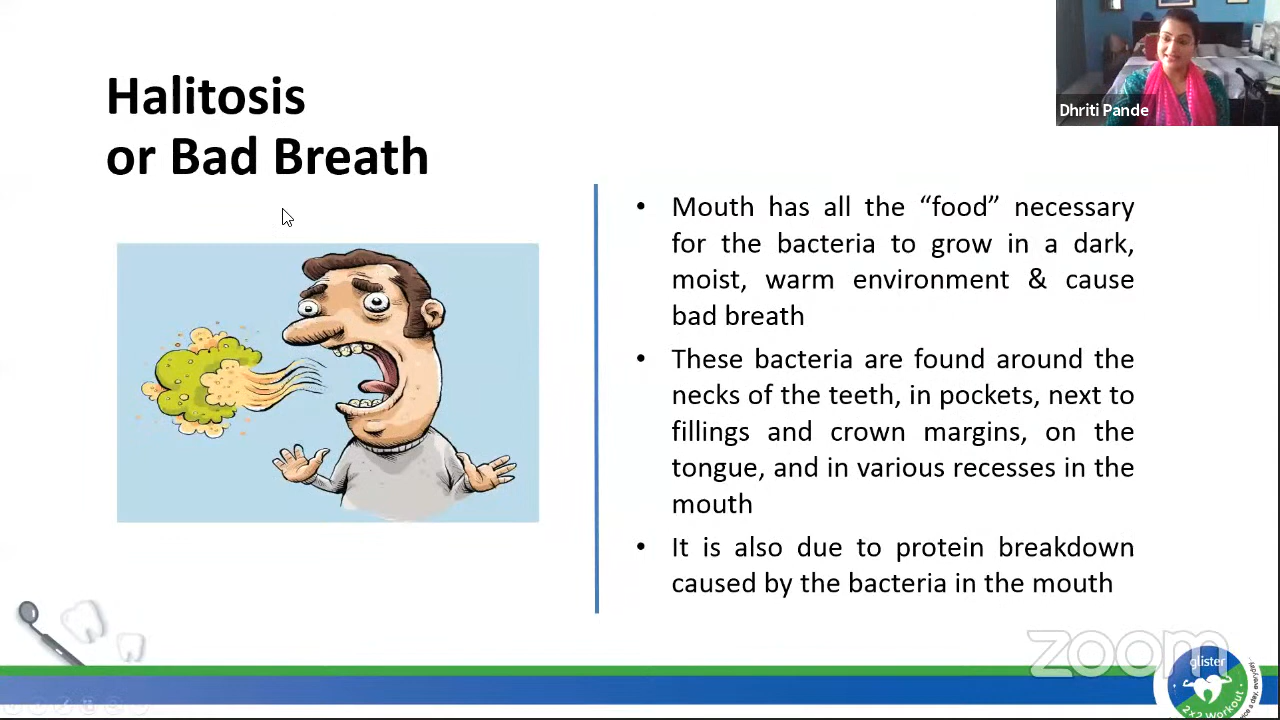 Halitosis
or Bad Breath
Dhriti Pande
• Mouth has all the “food” necessary
for the bacteria to grow in a dark,
moist, warm environment & cause
bad breath
• These bacteria are found around the
necks of the teeth, in pockets, next to
fillings and crown margins, on the
tongue, and in various recesses in the
mouth
• It is also due to protein breakdown
caused by the bacteria in the mouth
zoom
glister
2×2 Workout